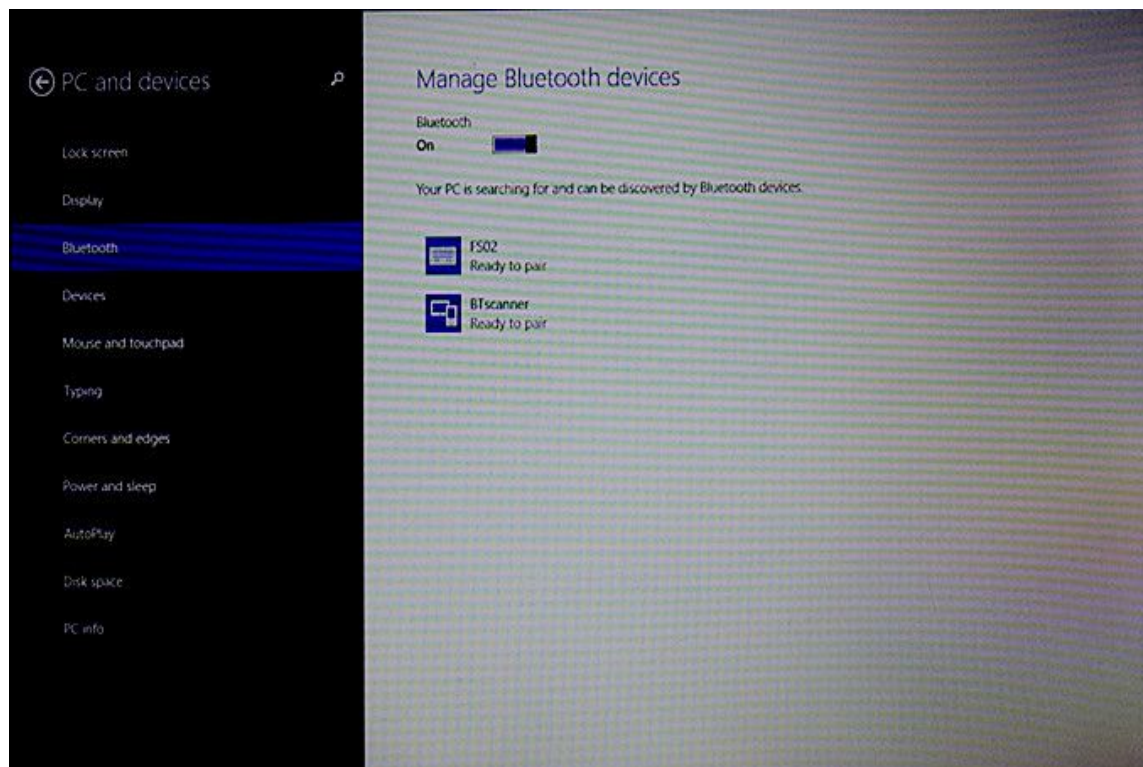 PC and devices
Lock screen
Display
Bluetooth
Devices
Mouse and touchpad
Typing
Corners and edges
Power and sleep
AutoPlay
Disk space
PC info
Manage Bluetooth devices
Bluetooth
On
Your PC is searching for and can be discovered by Bluetooth devices.
FS02
Ready to pair
BTscanner
Ready to pair